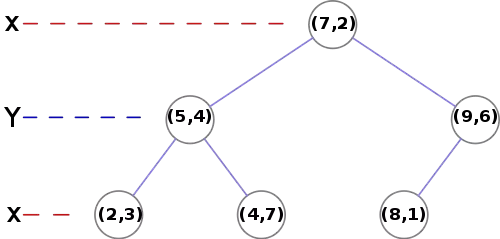 X (7,2)
Y (5,4) (9,6)
X (2,3) (4,7) (8,1)